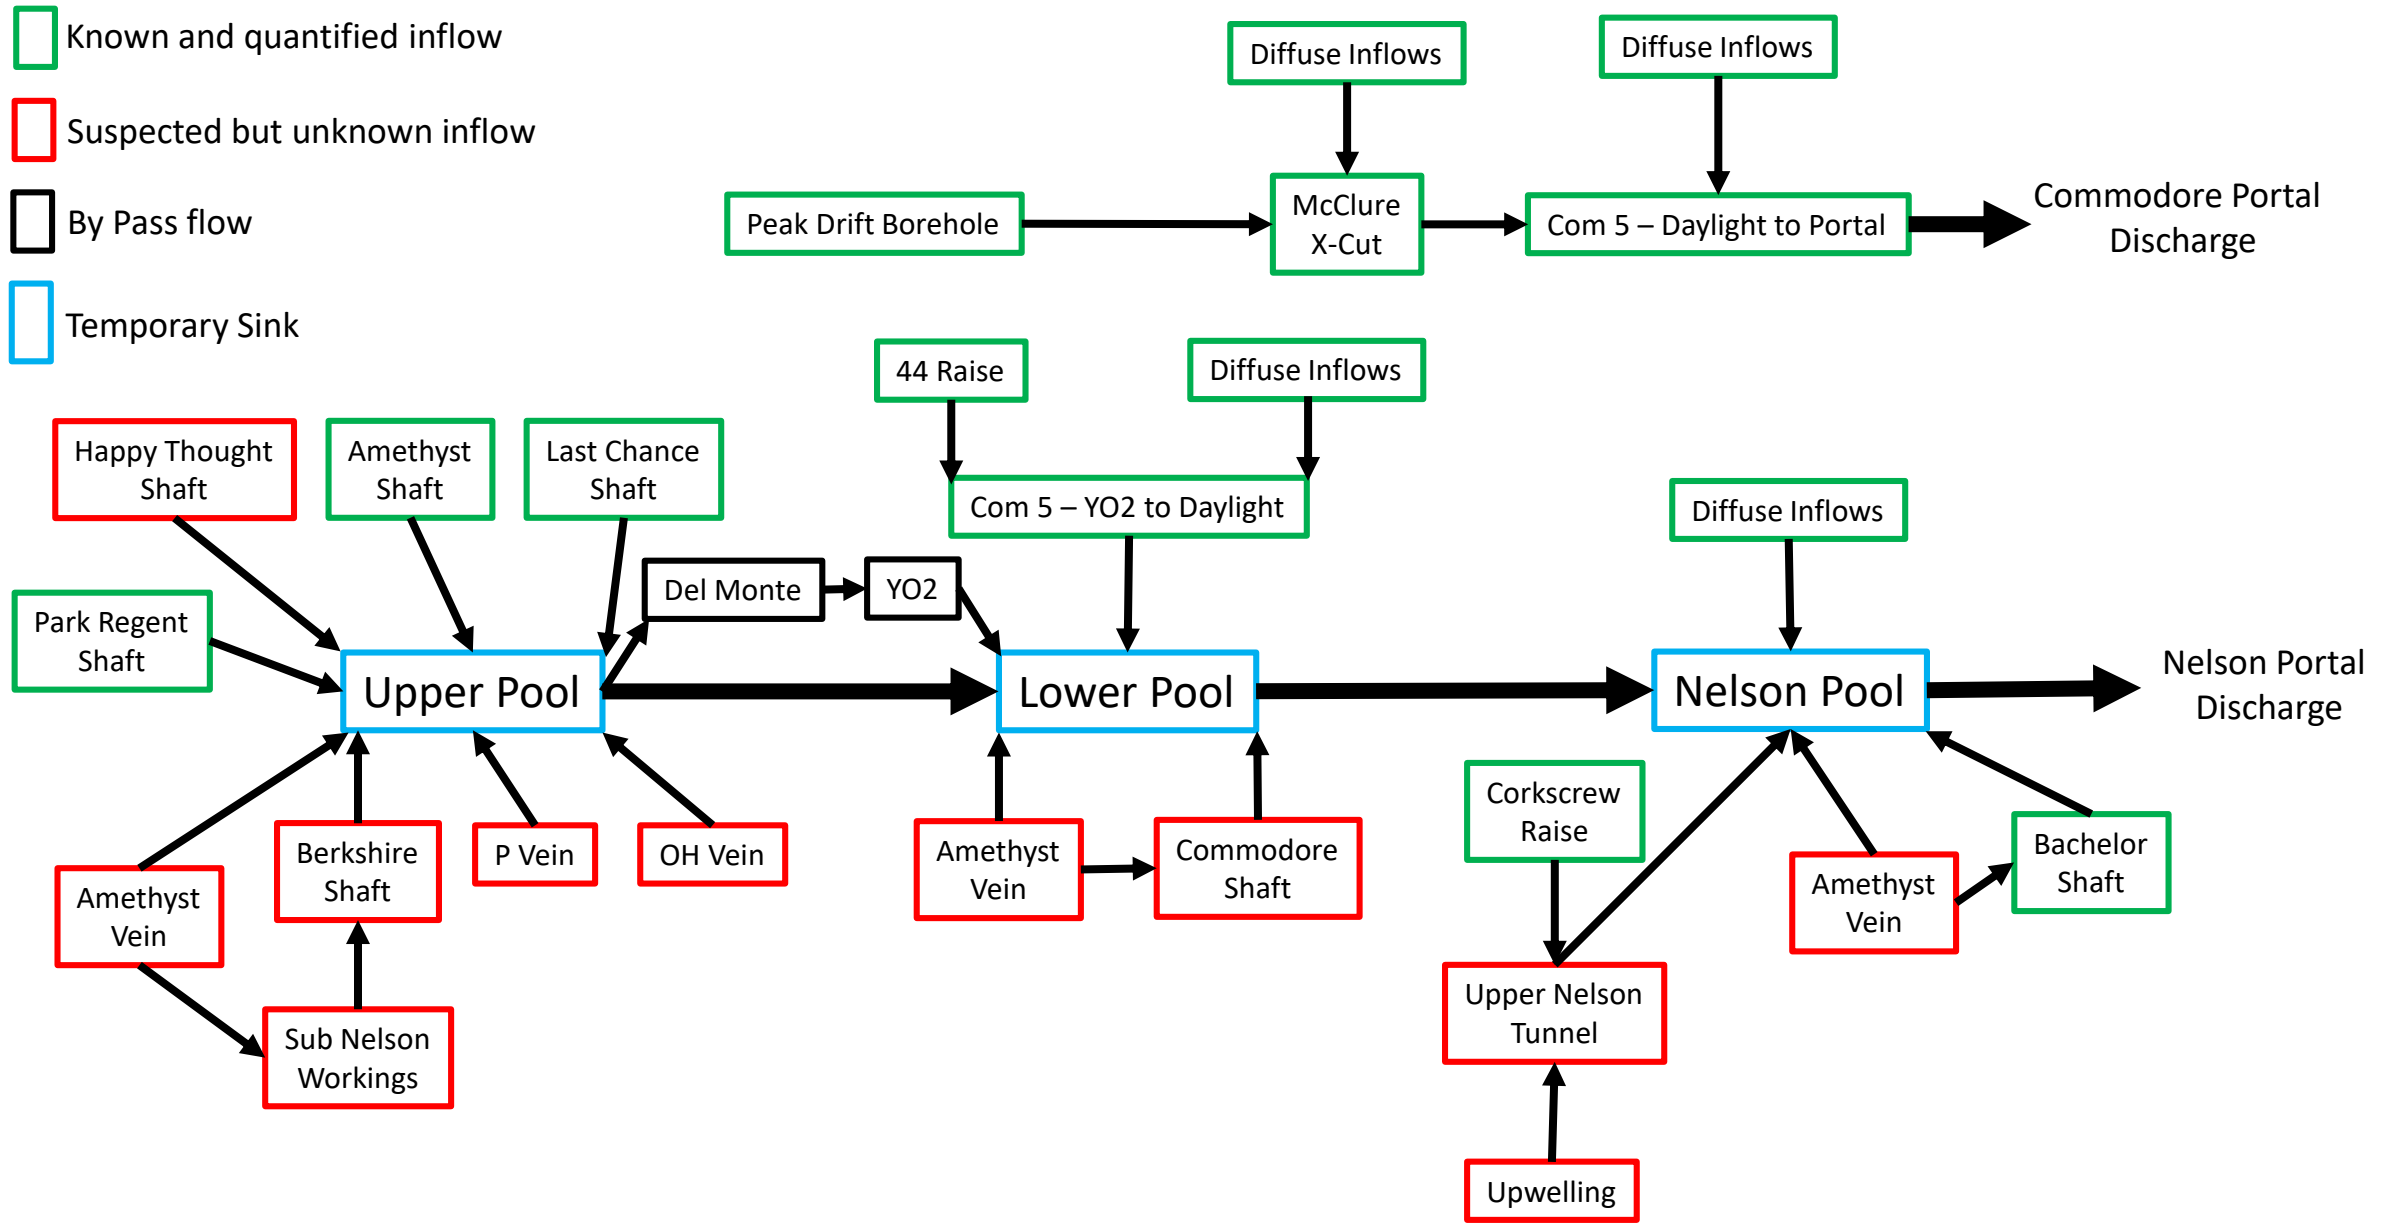 Known and quantified inflow
Suspected but unknown inflow
By Pass flow
Temporary Sink
Diffuse Inflows
Diffuse Inflows
Peak Drift Borehole
McClure
X-Cut
Com 5 – Daylight to Portal
Commodore Portal
Discharge
44 Raise
Diffuse Inflows
Happy Thought
Shaft
Amethyst
Shaft
Last Chance
Shaft
Com 5 – YO2 to Daylight
Diffuse Inflows
Park Regent
Shaft
Del Monte
YO2
Upper Pool
Lower Pool
Nelson Pool
Nelson Portal
Discharge
Amethyst
Vein
Berkshire
Shaft
P Vein
OH Vein
Sub Nelson
Workings
Amethyst
Vein
Commodore
Shaft
Corkscrew
Raise
Amethyst
Vein
Bachelor
Shaft
Upper Nelson
Tunnel
Upwelling